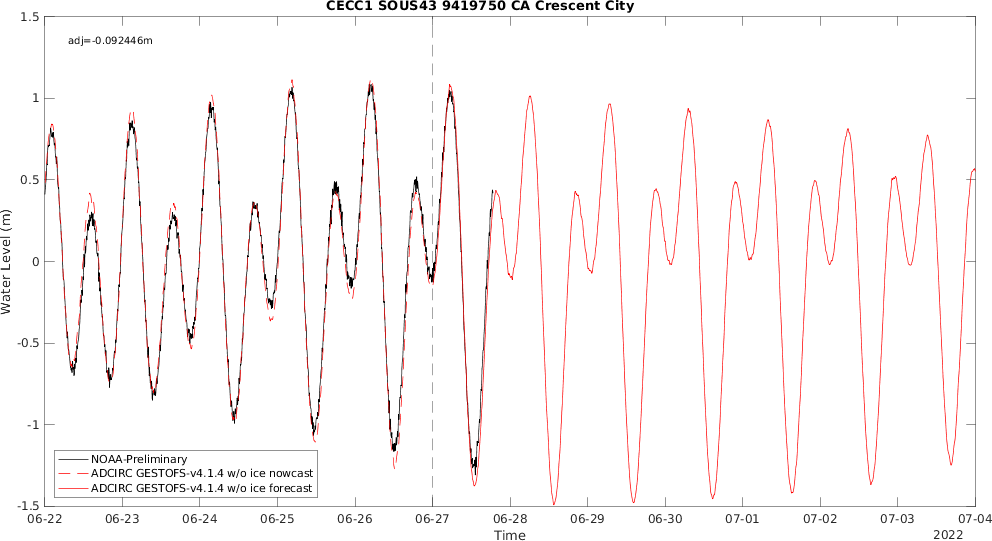 CECC1 SOUS43 9419750 CA Crescent City
adj=-0.092446m
1.5
1
0.5
0
-0.5
-1
-1.5
Water Level (m)
NOAA-Preliminary
ADCIRC GESTOFS-v4.1.4 w/o ice nowcast
ADCIRC GESTOFS-v4.1.4 w/o ice forecast
06-22 06-23 06-24 06-25 06-26 06-27 06-28 06-29 06-30 07-01 07-02 07-03 07-04
Time
2022